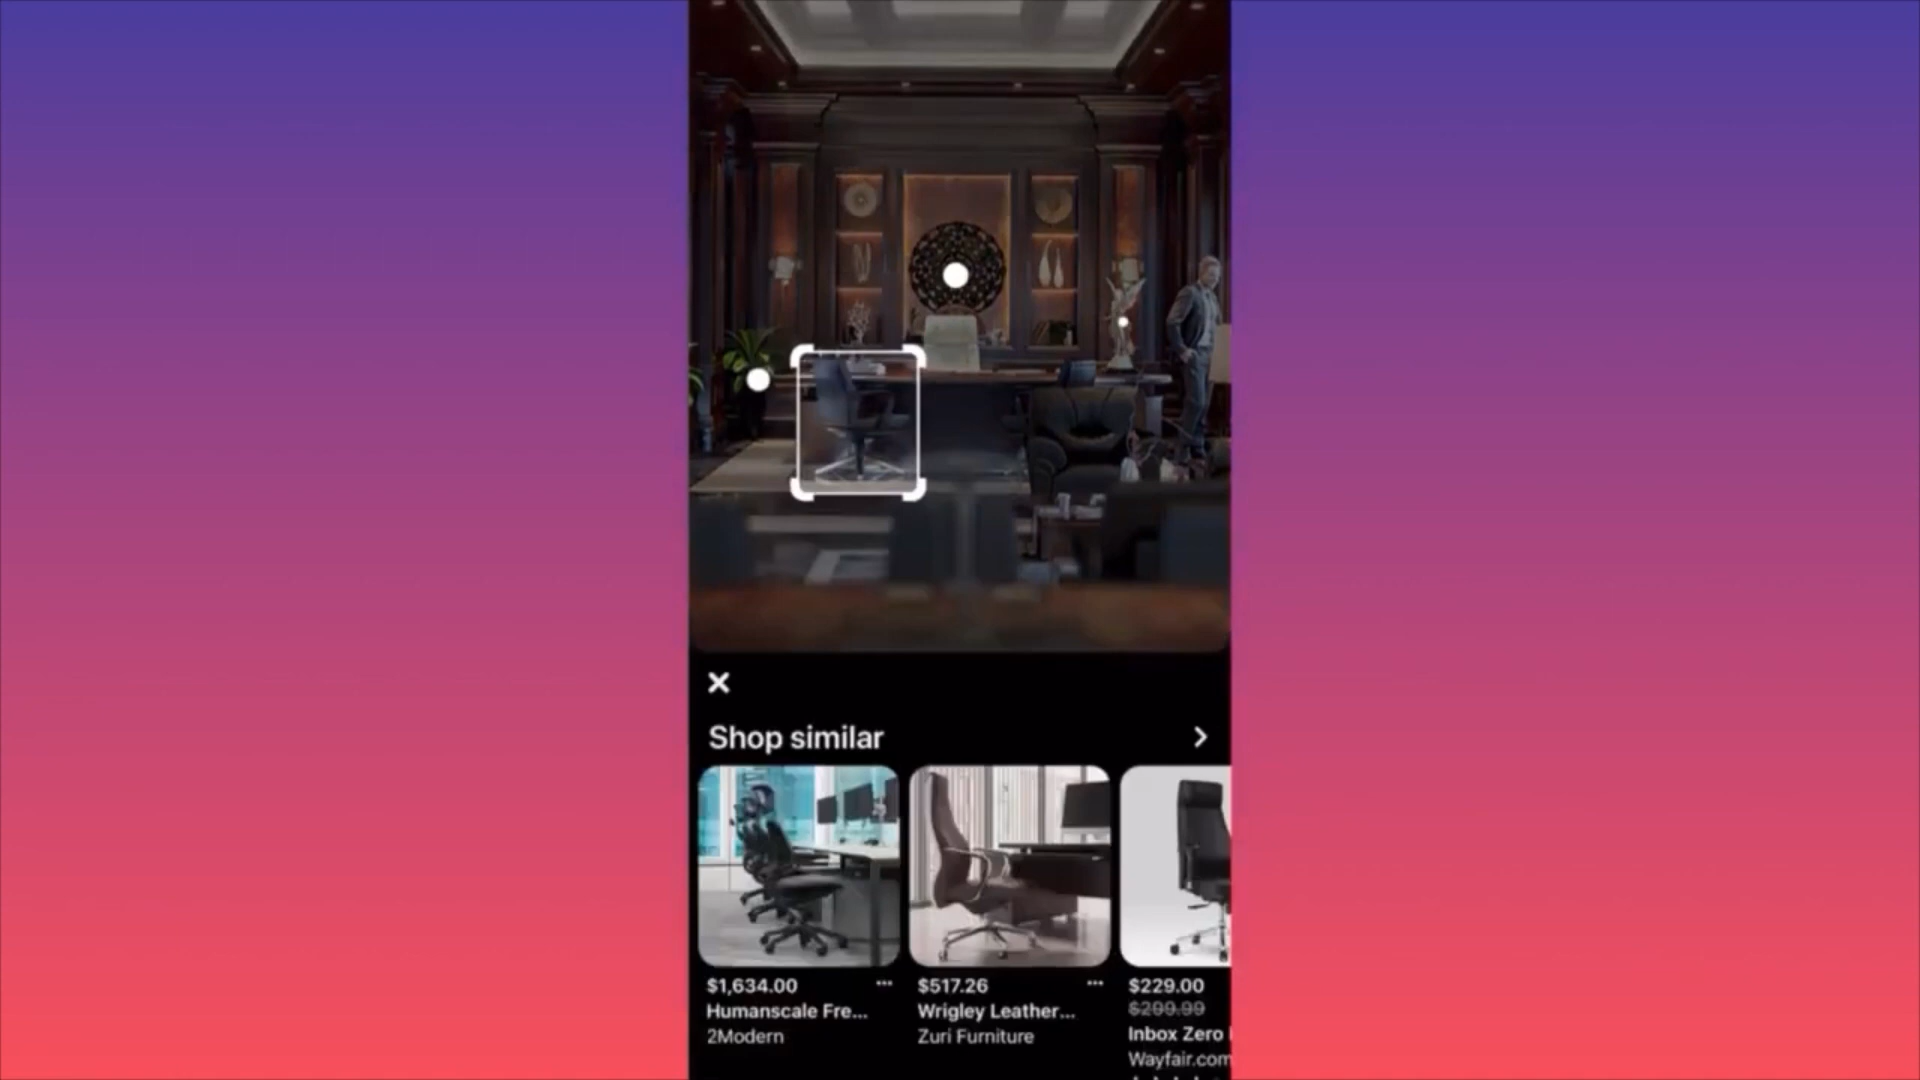 Shop similar
$1,634.00
Humanscale Fre...
2Modern
$517.26
Wrigley Leather...
Zuri Furniture
$229.00
$299.99
Inbox Zero
Wayfair.com